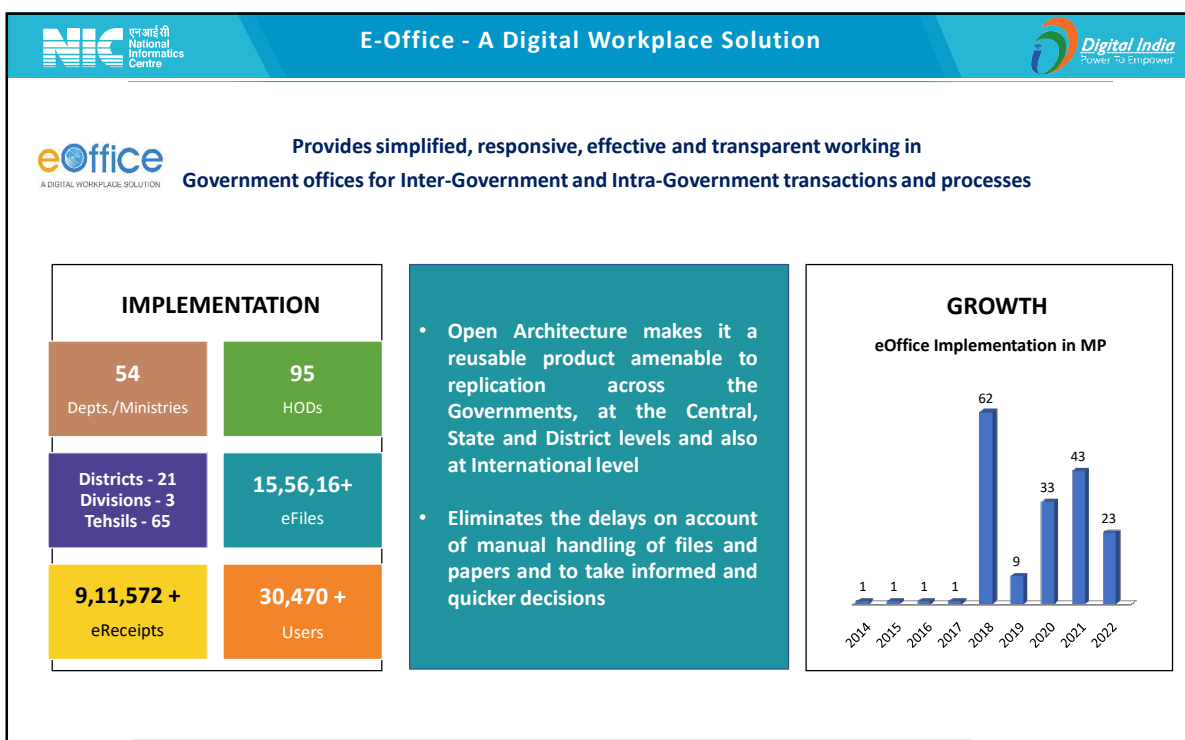 एनआईसी
NIC National
Informatics
Centre
E-Office - A Digital Workplace Solution
Digital India
Power To Empower
eOffice
A DIGITAL WORKPLACE SOLUTION
Provides simplified, responsive, effective and transparent working in
Government offices for Inter-Government and Intra-Government transactions and processes
IMPLEMENTATION
54
Depts./Ministries
95
HODs
Districts - 21
Divisions - 3
Tehsils - 65
15,56,16+
eFiles
9,11,572 +
eReceipts
30,470 +
Users
• Open Architecture makes it a
reusable product amenable to
replication across the
Governments, at the Central,
State and District levels and also
at International level
• Eliminates the delays on account
of manual handling of files and
papers and to take informed and
quicker decisions
GROWTH
eOffice Implementation in MP
1 1 1 1 62 9 33 43 23
2014 2015 2016 2017 2018 2019 2020 2021 2022